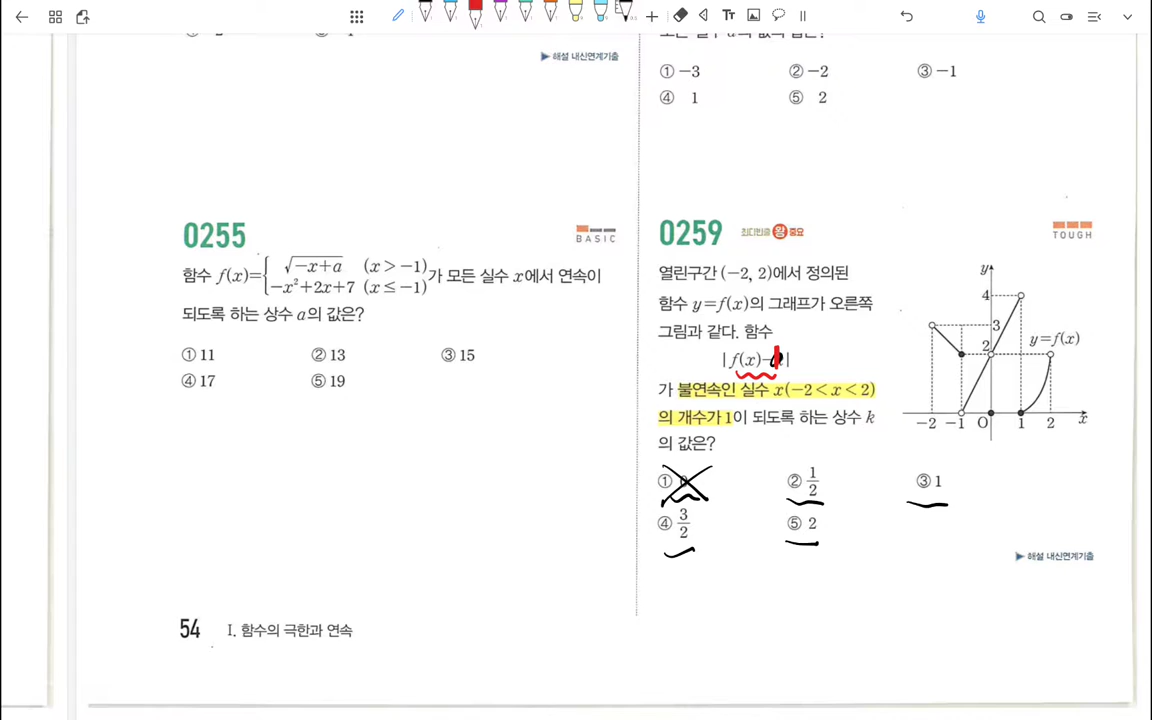 ▶ 해설 내신연계기출
① -3 ② -2 ③ -1
④ 1 ⑤ 2
0255
BASIC
함수 f(x)={ √(-x+a) (x>-1)
-x²+2x+7 (x≤-1) 가 모든 실수 x에서 연속이
되도록 하는 상수 a의 값은?
① 11 ② 13 ③ 15
④ 17 ⑤ 19
54 Ⅰ. 함수의 극한과 연속
0259
최다빈출 왕 중요
TOUGH
열린구간 (-2, 2)에서 정의된
함수 y=f(x)의 그래프가 오른쪽
그림과 같다. 함수
|f(x)- |
가 불연속인 실수 x(-2<x<2)
의 개수가 1이 되도록 하는 상수 k
의 값은?
y
4
3
2
y=f(x)
-2 -1 O 1 2 x
① ② 1/2 ③ 1
④ 3/2 ⑤ 2
▶ 해설 내신연계기출